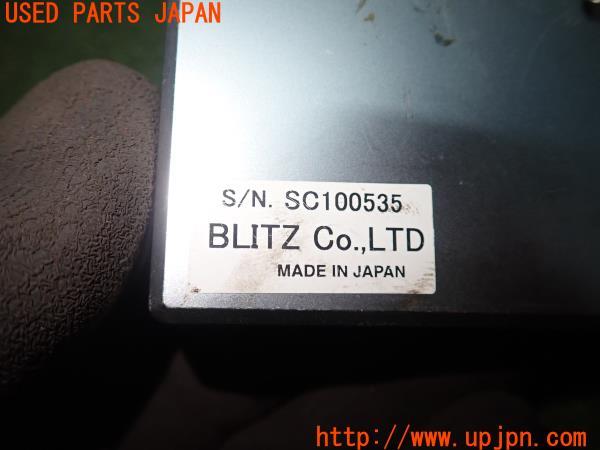 USED PARTS JAPAN
S/N. SC100535
BLITZ Co.,LTD
MADE IN JAPAN
http://www.upjpn.com/